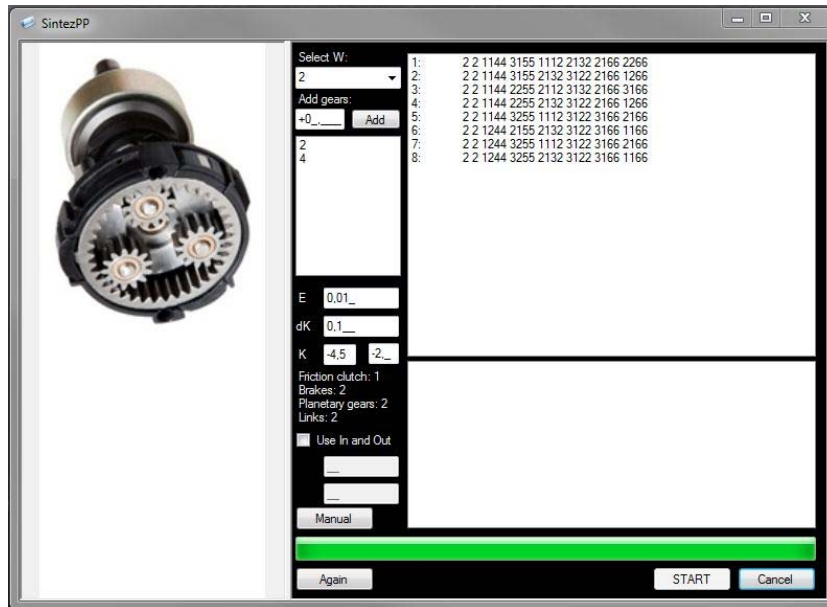 SintezPP
Select W:
2
Add gears:
+0_,___ Add
2
4
E 0,01_
dK 0,1__
K -4,5 -2,_
Friction clutch: 1
Brakes: 2
Planetary gears: 2
Links: 2
Use In and Out
__
__
Manual
1: 2 2 1144 3155 1112 2132 2166 2266
2: 2 2 1144 3155 2132 3122 2166 1266
3: 2 2 1144 2255 2112 3132 2166 3166
4: 2 2 1144 2255 2132 3122 2166 1266
5: 2 2 1144 3255 1112 3122 2166 3166
6: 2 2 1244 2155 2132 3122 3166 1166
7: 2 2 1244 3255 1112 3122 3166 2166
8: 2 2 1244 3255 2132 3122 3166 1166
Again START Cancel